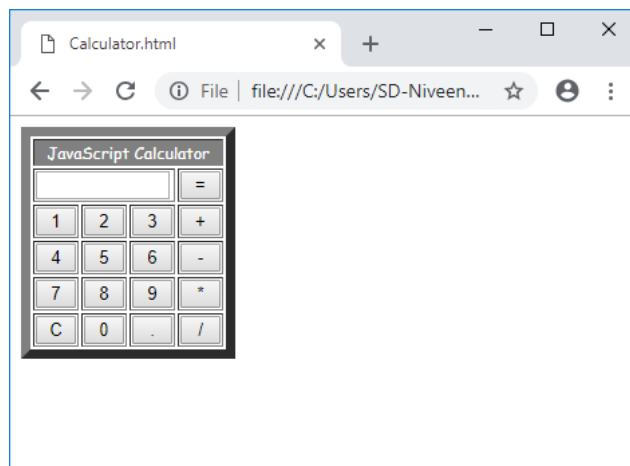 Calculator.html
File file:///C:/Users/SD-Niveen...
JavaScript Calculator
=
1 2 3 +
4 5 6 -
7 8 9 *
C 0 . /